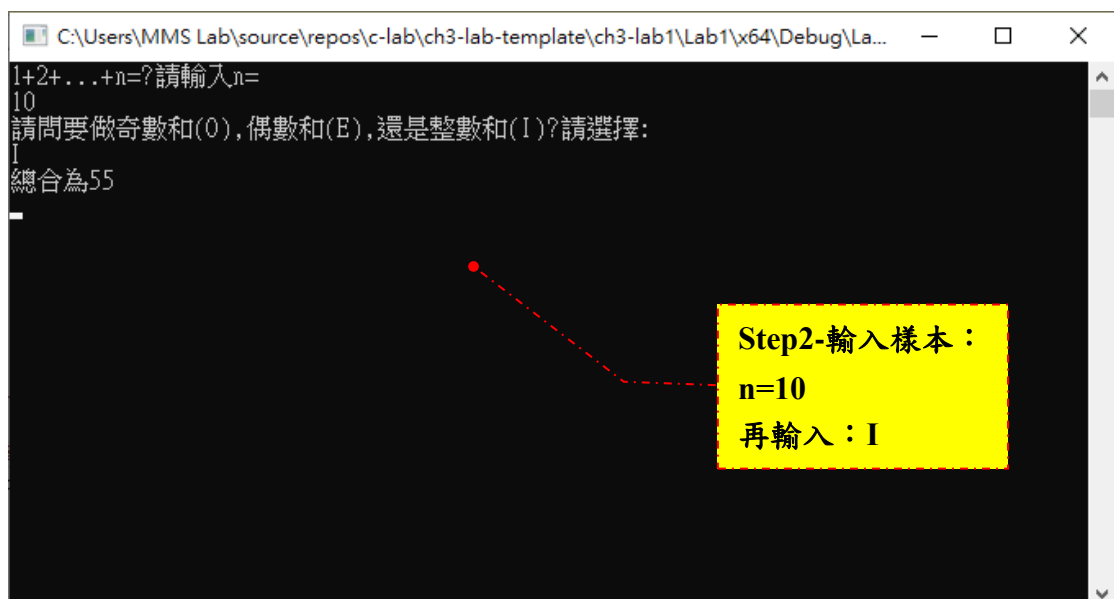 C:\Users\MMS Lab\source\repos\c-lab\ch3-lab-template\ch3-lab1\Lab1\x64\Debug\La...
1+2+...+n=?請輸入n=
10
請問要做奇數和(O),偶數和(E),還是整數和(I)?請選擇:
I
總合為55
Step2-輸入樣本：
n=10
再輸入：I